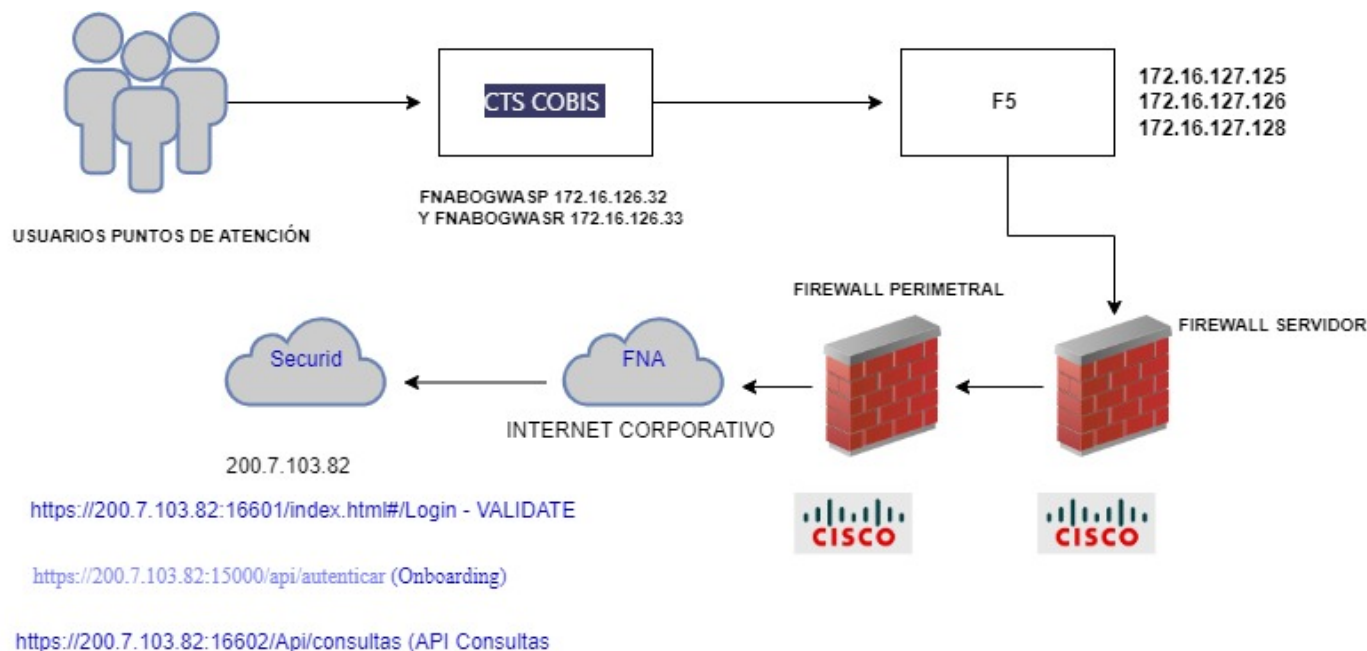 CTS COBIS
F5
172.16.127.125
172.16.127.126
172.16.127.128
FNABOGWASP 172.16.126.32
Y FNABOGWASR 172.16.126.33
USUARIOS PUNTOS DE ATENCIÓN
FIREWALL PERIMETRAL
FIREWALL SERVIDOR
Securid
FNA
INTERNET CORPORATIVO
200.7.103.82
https://200.7.103.82:16601/index.html#/Login - VALIDATE
CISCO
CISCO
https://200.7.103.82:15000/api/autenticar (Onboarding)
https://200.7.103.82:16602/Api/consultas (API Consultas